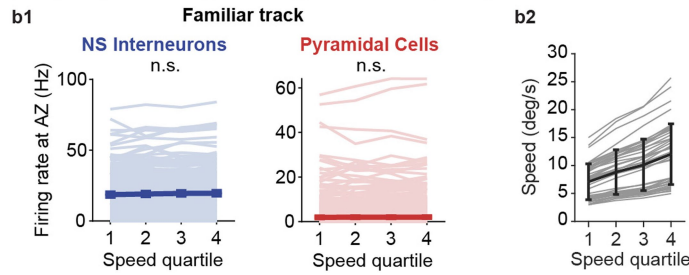 b1
Familiar track
NS Interneurons
n.s.
Firing rate at AZ (Hz)
100
50
0
1 2 3 4
Speed quartile
Pyramidal Cells
n.s.
60
40
20
0
1 2 3 4
Speed quartile
b2
Speed (deg/s)
30
25
20
15
10
5
0
1 2 3 4
Speed quartile